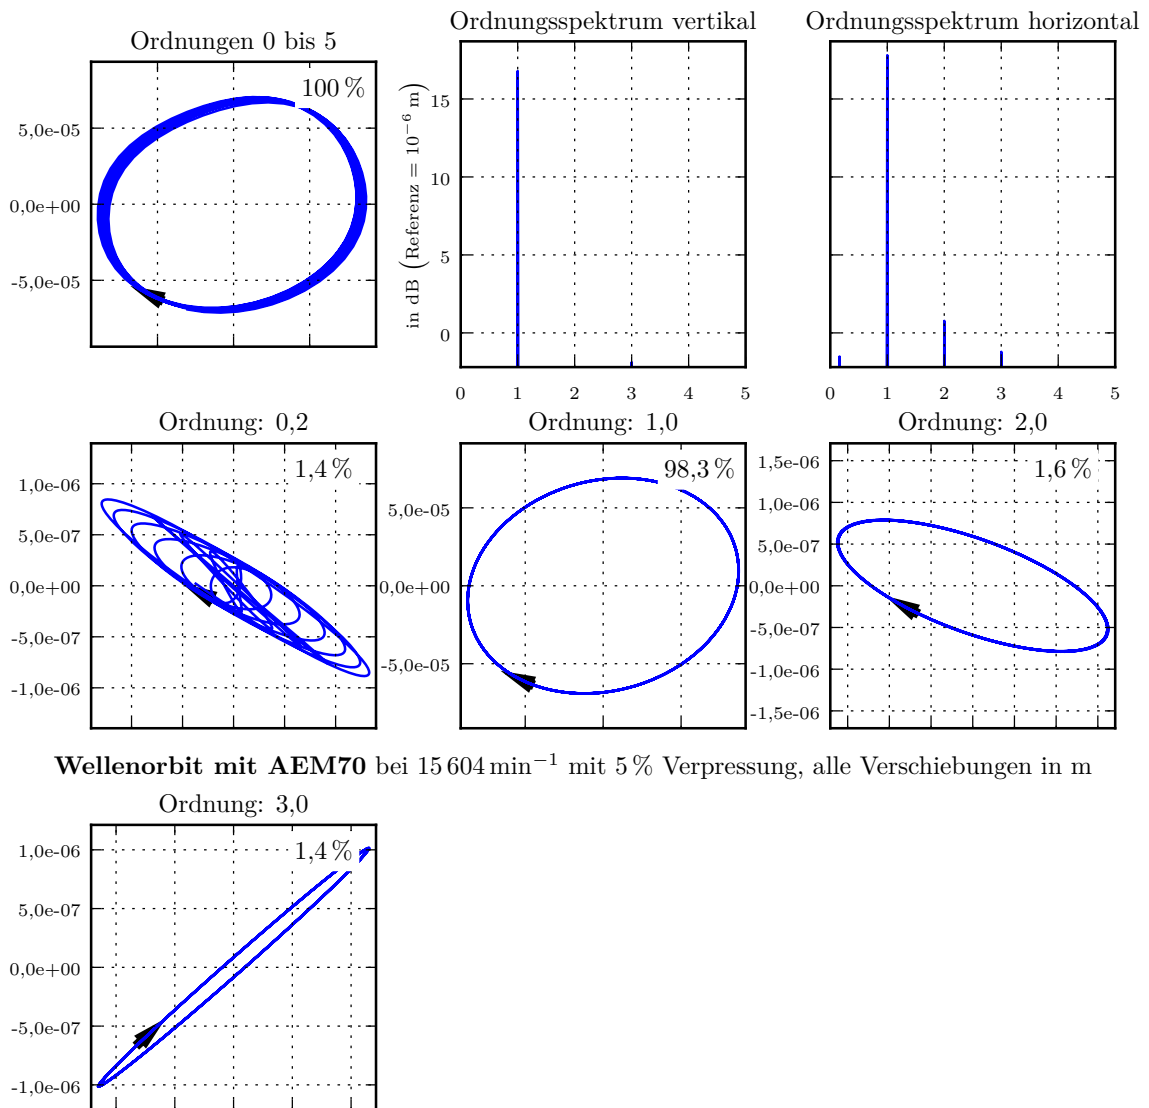 Ordnungen 0 bis 5
100 %
5,0e-05
0,0e+00
-5,0e-05
Ordnungsspektrum vertikal
in dB (Referenz = 10⁻⁶ m)
15
10
5
0
0 1 2 3 4 5
Ordnungsspektrum horizontal
0 1 2 3 4 5
Ordnung: 0,2
1,4 %
1,0e-06
5,0e-07
0,0e+00
-5,0e-07
-1,0e-06
Ordnung: 1,0
98,3 %
5,0e-05
0,0e+00
-5,0e-05
Ordnung: 2,0
1,6 %
1,5e-06
1,0e-06
5,0e-07
0,0e+00
-5,0e-07
-1,0e-06
-1,5e-06
Wellenorbit mit AEM70 bei 15 604 min⁻¹ mit 5 % Verpressung, alle Verschiebungen in m
Ordnung: 3,0
1,4 %
1,0e-06
5,0e-07
0,0e+00
-5,0e-07
-1,0e-06